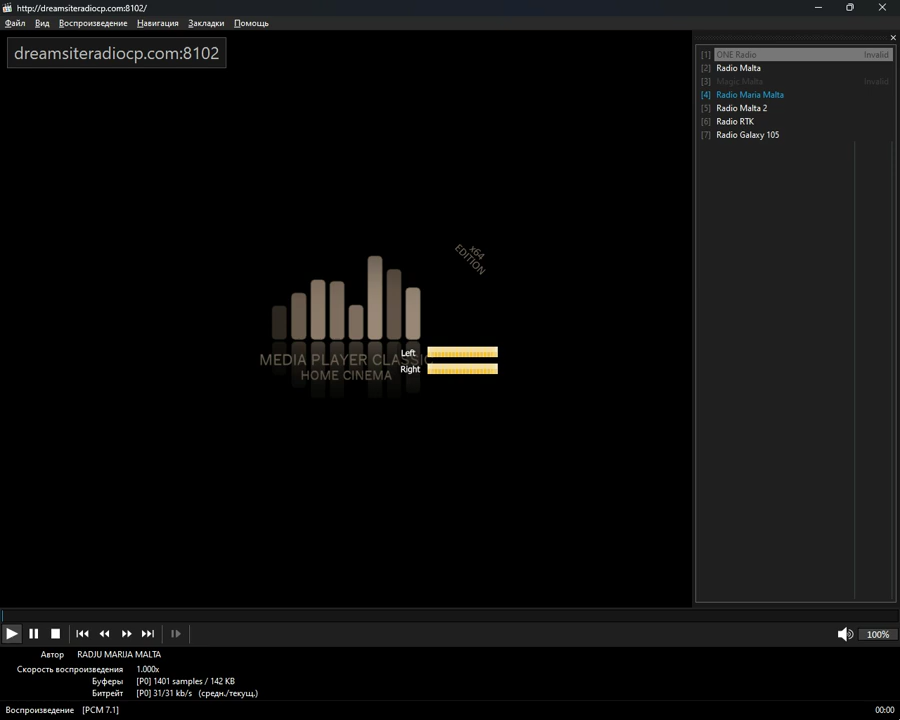 http://dreamsiteradiocp.com:8102/
Файл Вид Воспроизведение Навигация Закладки Помощь
dreamsiteradiocp.com:8102
[1] ONE Radio Invalid
[2] Radio Malta
[3] Magic Malta Invalid
[4] Radio Maria Malta
[5] Radio Malta 2
[6] Radio RTK
[7] Radio Galaxy 105
x64
EDITION
Left
MEDIA PLAYER CLASSIC
Right
HOME CINEMA
100%
Автор RADJU MARIJA MALTA
Скорость воспроизведения 1.000x
Буферы [P0] 1401 samples / 142 KB
Битрейт [P0] 31/31 kb/s (средн./текущ.)
Воспроизведение [PCM 7.1] 00:00